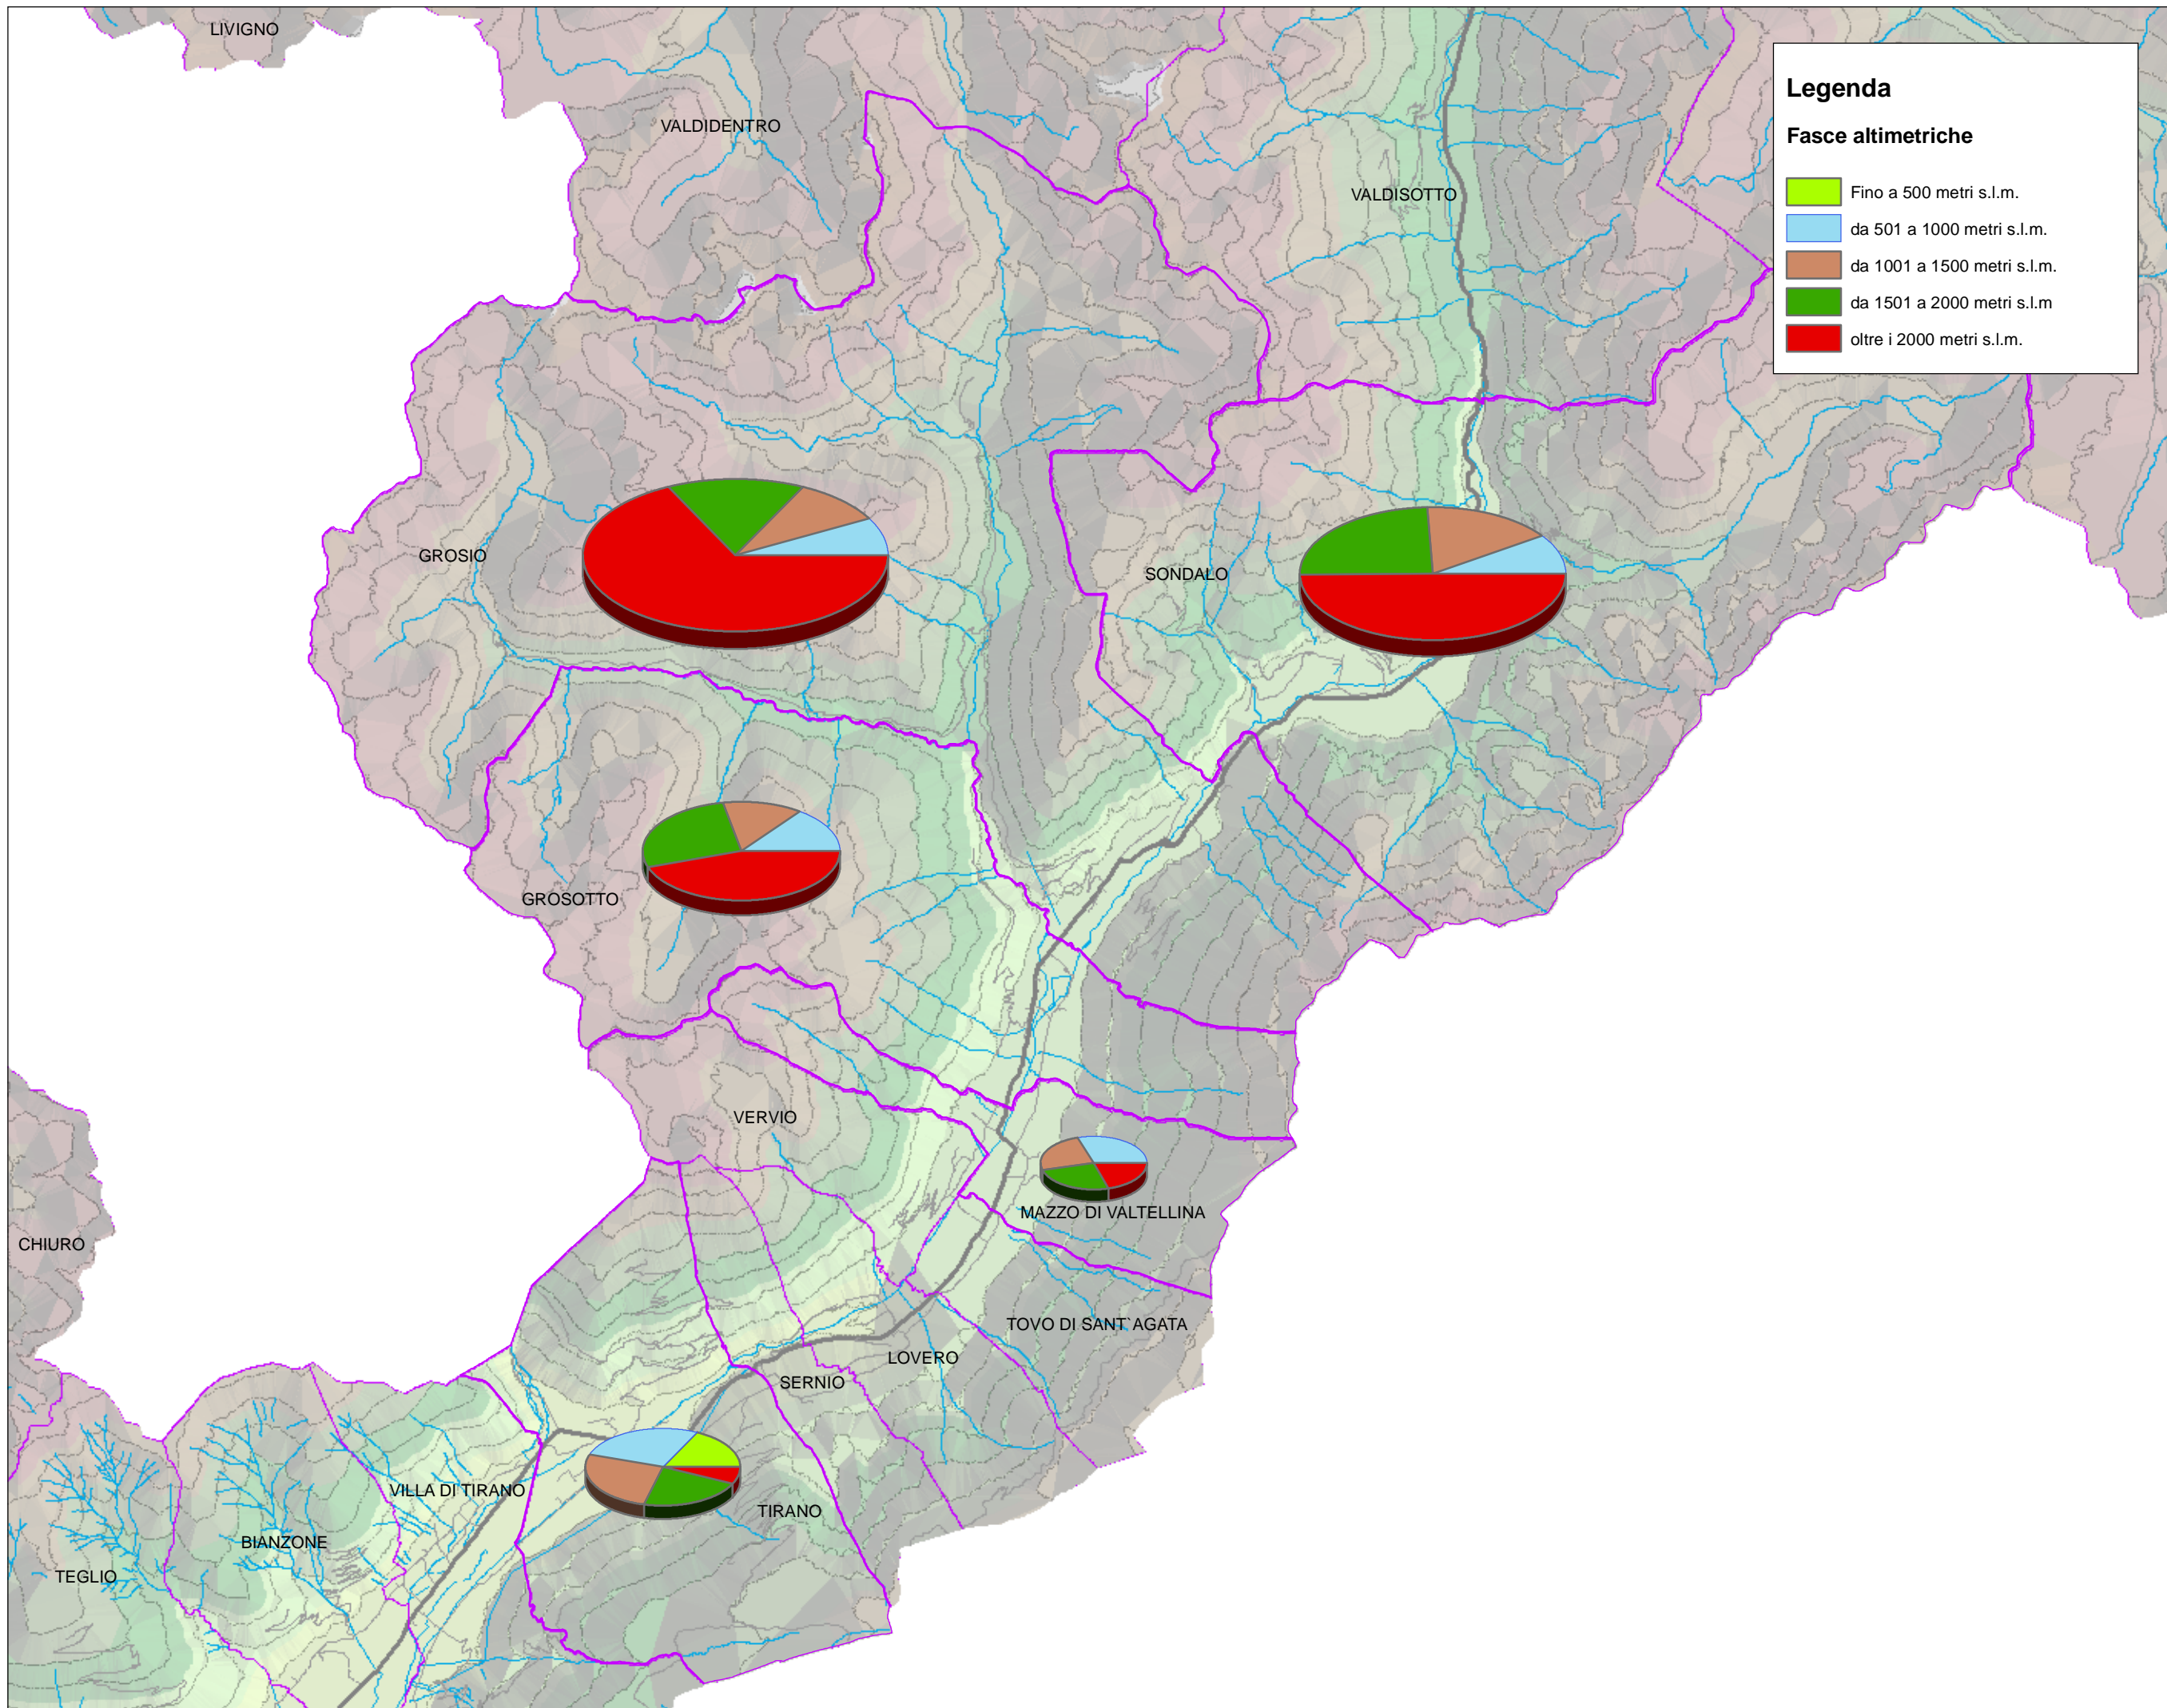 LIVIGNO
VALDIDENTRO
VALDISOTTO
Legenda
Fasce altimetriche
Fino a 500 metri s.l.m.
da 501 a 1000 metri s.l.m.
da 1001 a 1500 metri s.l.m.
da 1501 a 2000 metri s.l.m
oltre i 2000 metri s.l.m.
GROSIO
SONDALO
GROSOTTO
VERVIO
MAZZO DI VALTELLINA
CHIURO
TOVO DI SANT`AGATA
LOVERO
SERNIO
VILLA DI TIRANO
TIRANO
BIANZONE
TEGLIO